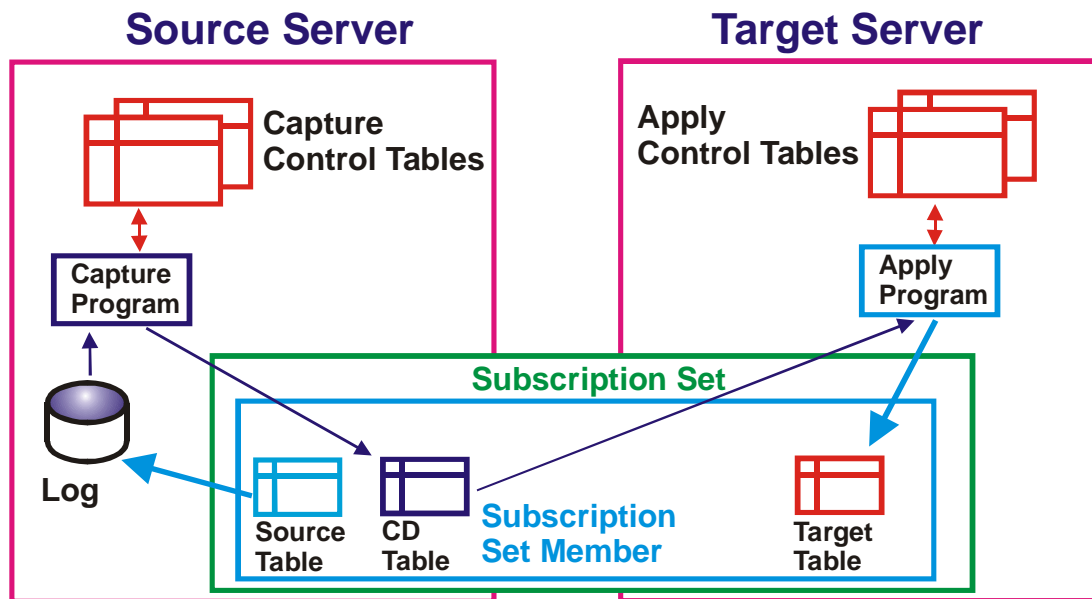 Source Server
Target Server
Capture
Control Tables
Apply
Control Tables
Capture
Program
Apply
Program
Subscription Set
Log
Source
Table
CD
Table
Subscription
Set Member
Target
Table